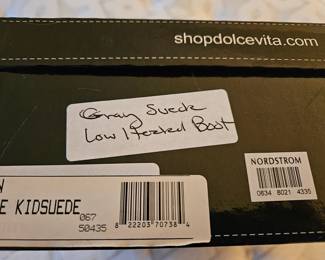 shopdolcevita.com
Gray Suede
Low Heeled Boot
NORDSTROM
0634 8021 4335
E KIDSUEDE
067
50435
8 22203 70738 4